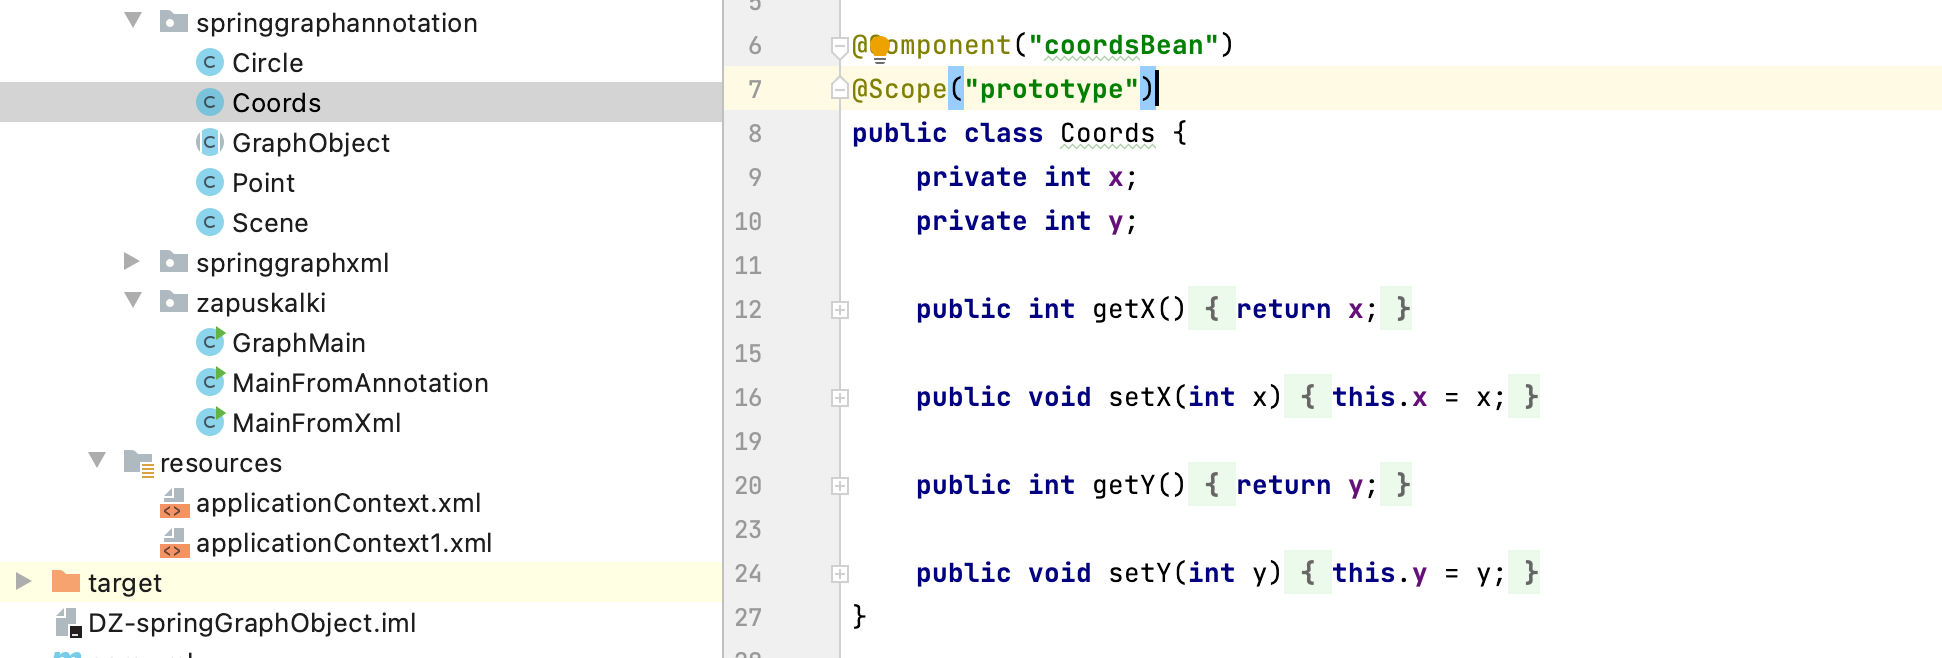 springgraphannotation
Circle
Coords
GraphObject
Point
Scene
springgraphxml
zapuskalki
GraphMain
MainFromAnnotation
MainFromXml
resources
applicationContext.xml
applicationContext1.xml
target
DZ-springGraphObject.iml
5
6 @Component("coordsBean")
7 @Scope("prototype")
8 public class Coords {
9 private int x;
10 private int y;
11
12 public int getX() { return x; }
15
16 public void setX(int x) { this.x = x; }
19
20 public int getY() { return y; }
23
24 public void setY(int y) { this.y = y; }
27 }
28